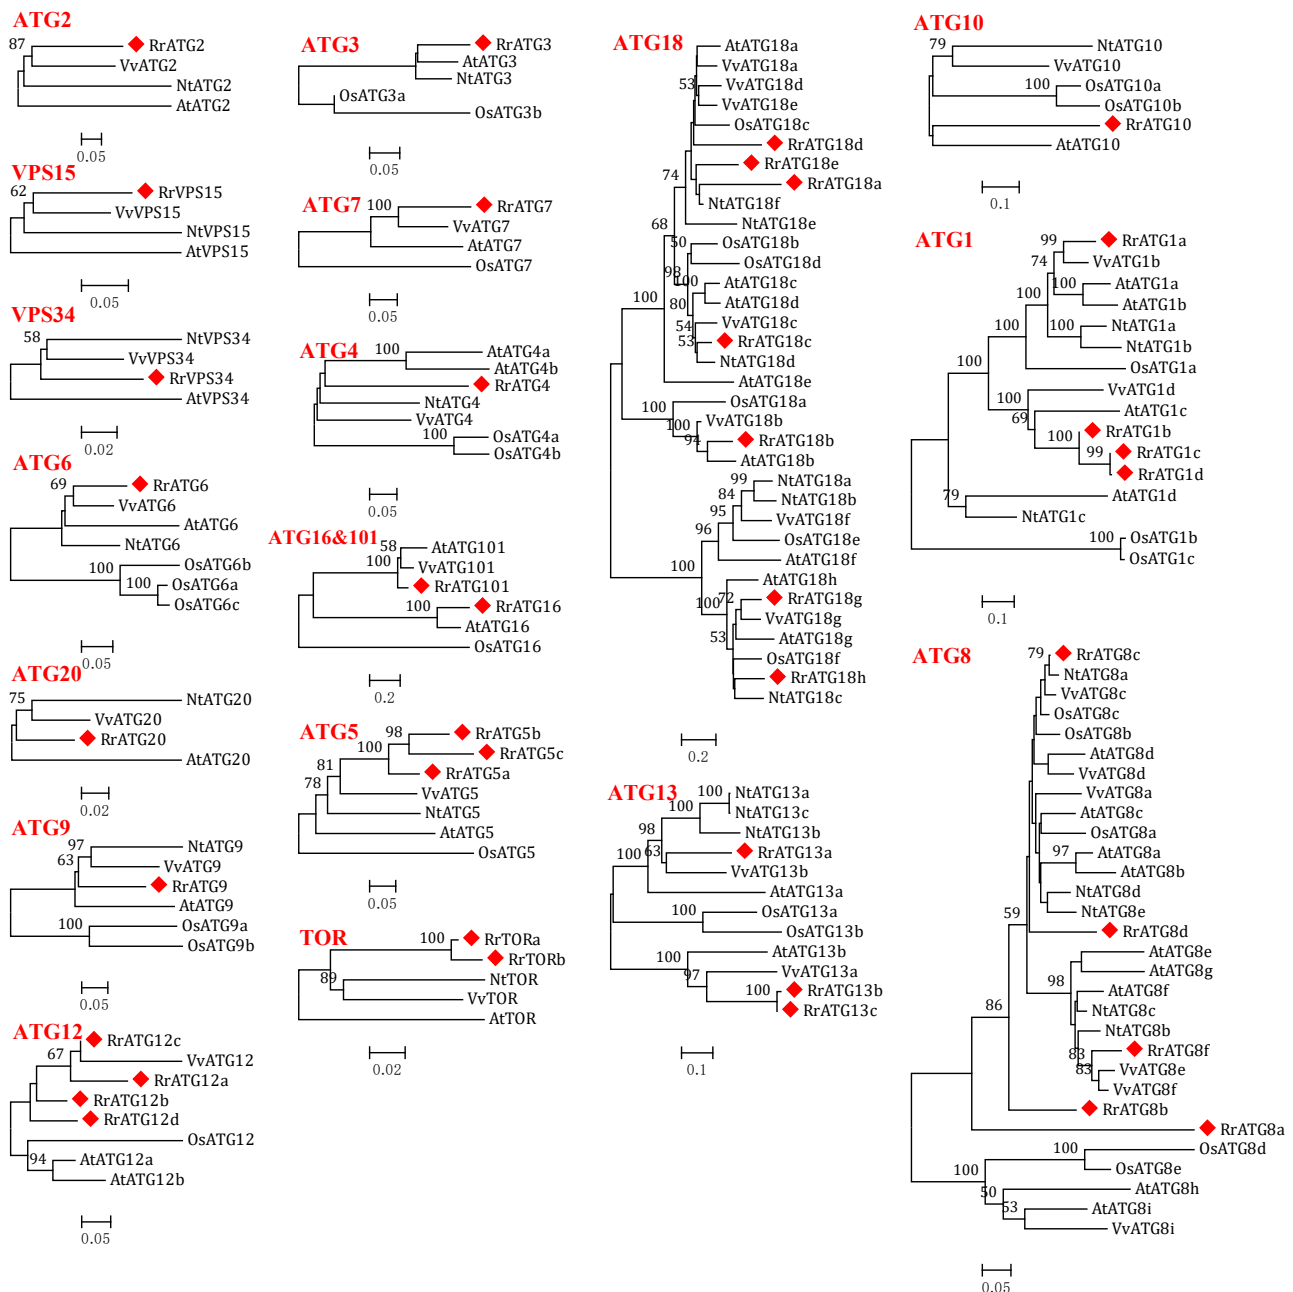 ATG2
87
RrATG2
VvATG2
NtATG2
AtATG2
0.05
VPS15
62
RrVPS15
VvVPS15
NtVPS15
AtVPS15
0.05
VPS34
58
NtVPS34
VvVPS34
RrVPS34
AtVPS34
0.02
ATG6
69
RrATG6
VvATG6
AtATG6
NtATG6
100
OsATG6b
100
OsATG6a
OsATG6c
0.05
ATG20
75
NtATG20
VvATG20
RrATG20
AtATG20
0.02
ATG9
97
NtATG9
63
VvATG9
RrATG9
AtATG9
100
OsATG9a
OsATG9b
0.05
ATG12
RrATG12c
67
VvATG12
RrATG12a
RrATG12b
RrATG12d
OsATG12
94
AtATG12a
AtATG12b
0.05
ATG3
RrATG3
AtATG3
NtATG3
OsATG3a
OsATG3b
0.05
ATG7
100
RrATG7
VvATG7
AtATG7
OsATG7
0.05
ATG4
100
AtATG4a
AtATG4b
RrATG4
NtATG4
VvATG4
100
OsATG4a
OsATG4b
0.05
ATG16&101
58
AtATG101
100
VvATG101
RrATG101
100
RrATG16
AtATG16
OsATG16
0.2
ATG5
98
RrATG5b
100
RrATG5c
81
RrATG5a
78
VvATG5
NtATG5
AtATG5
OsATG5
0.05
TOR
100
RrTORa
RrTORb
89
NtTOR
VvTOR
AtTOR
0.02
ATG18
AtATG18a
VvATG18a
53
VvATG18d
VvATG18e
OsATG18c
RrATG18d
RrATG18e
74
RrATG18a
NtATG18f
68
NtATG18e
50
OsATG18b
OsATG18d
98
100
AtATG18c
80
AtATG18d
54
VvATG18c
53
RrATG18c
NtATG18d
100
AtATG18e
100
OsATG18a
100
VvATG18b
94
RrATG18b
AtATG18b
99
NtATG18a
84
NtATG18b
95
VvATG18f
96
OsATG18e
AtATG18f
100
AtATG18h
100
72
RrATG18g
VvATG18g
53
AtATG18g
OsATG18f
RrATG18h
NtATG18c
0.2
ATG13
100
NtATG13a
100
NtATG13c
98
NtATG13b
63
RrATG13a
100
VvATG13b
AtATG13a
100
OsATG13a
OsATG13b
100
AtATG13b
97
VvATG13a
100
RrATG13b
RrATG13c
0.1
ATG10
79
NtATG10
VvATG10
100
OsATG10a
OsATG10b
RrATG10
AtATG10
0.1
ATG1
99
RrATG1a
74
VvATG1b
100
AtATG1a
100
AtATG1b
100
100
NtATG1a
NtATG1b
100
OsATG1a
VvATG1d
69
AtATG1c
100
RrATG1b
99
RrATG1c
RrATG1d
79
AtATG1d
NtATG1c
100
OsATG1b
OsATG1c
0.1
ATG8
79
RrATG8c
NtATG8a
VvATG8c
OsATG8c
OsATG8b
AtATG8d
VvATG8d
VvATG8a
AtATG8c
OsATG8a
97
AtATG8a
AtATG8b
NtATG8d
59
NtATG8e
RrATG8d
AtATG8e
98
AtATG8g
AtATG8f
86
NtATG8c
NtATG8b
83
RrATG8f
83
VvATG8e
VvATG8f
RrATG8b
RrATG8a
100
OsATG8d
100
OsATG8e
50
AtATG8h
53
AtATG8i
VvATG8i
0.05